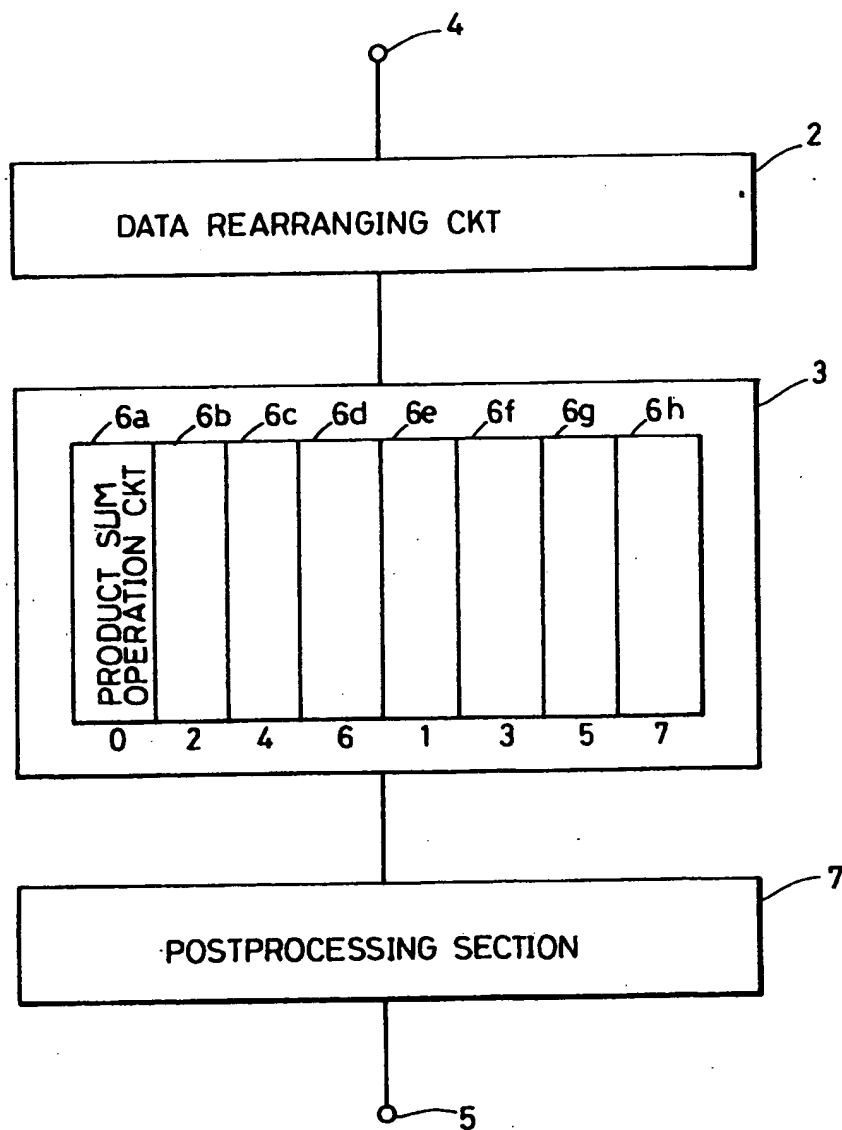 4
2
DATA REARRANGING CKT
3
6a 6b 6c 6d 6e 6f 6g 6h
PRODUCT SUM
OPERATION CKT
0 2 4 6 1 3 5 7
7
POSTPROCESSING SECTION
5